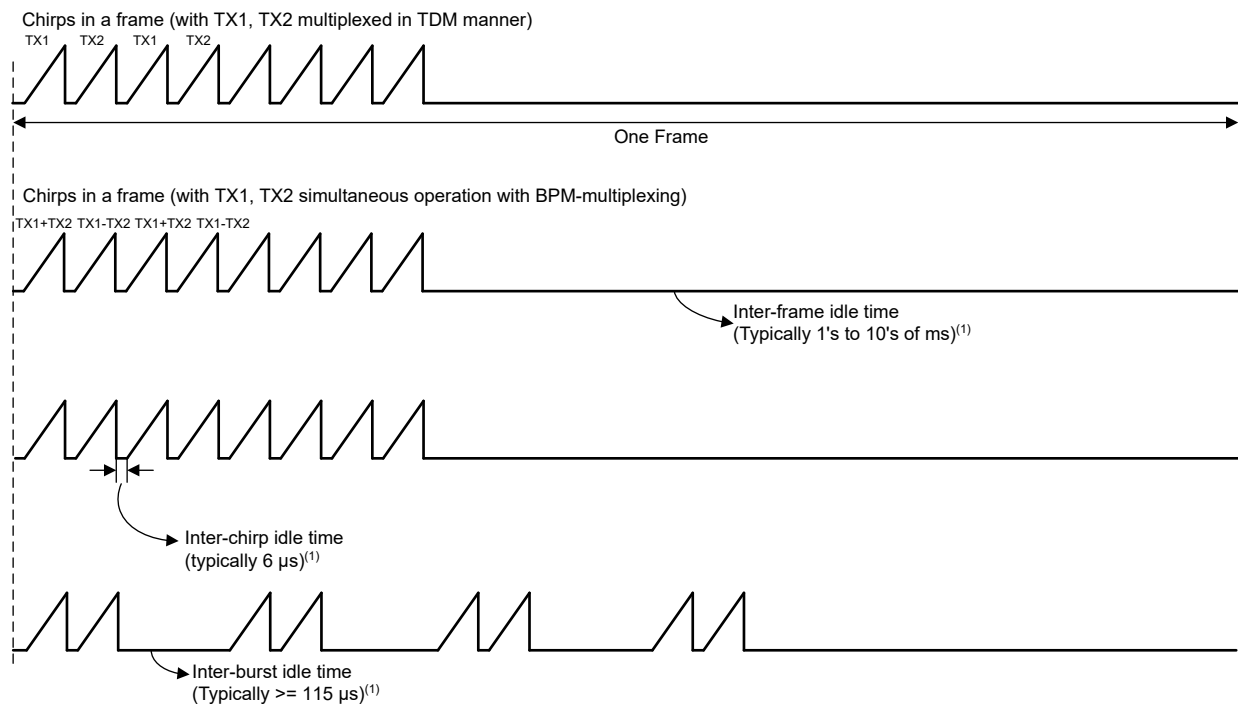 Chirps in a frame (with TX1, TX2 multiplexed in TDM manner)
TX1 TX2 TX1 TX2
One Frame
Chirps in a frame (with TX1, TX2 simultaneous operation with BPM-multiplexing)
TX1+TX2 TX1-TX2 TX1+TX2 TX1-TX2
Inter-frame idle time
(Typically 1's to 10's of ms)(1)
Inter-chirp idle time
(typically 6 µs)(1)
Inter-burst idle time
(Typically >= 115 µs)(1)